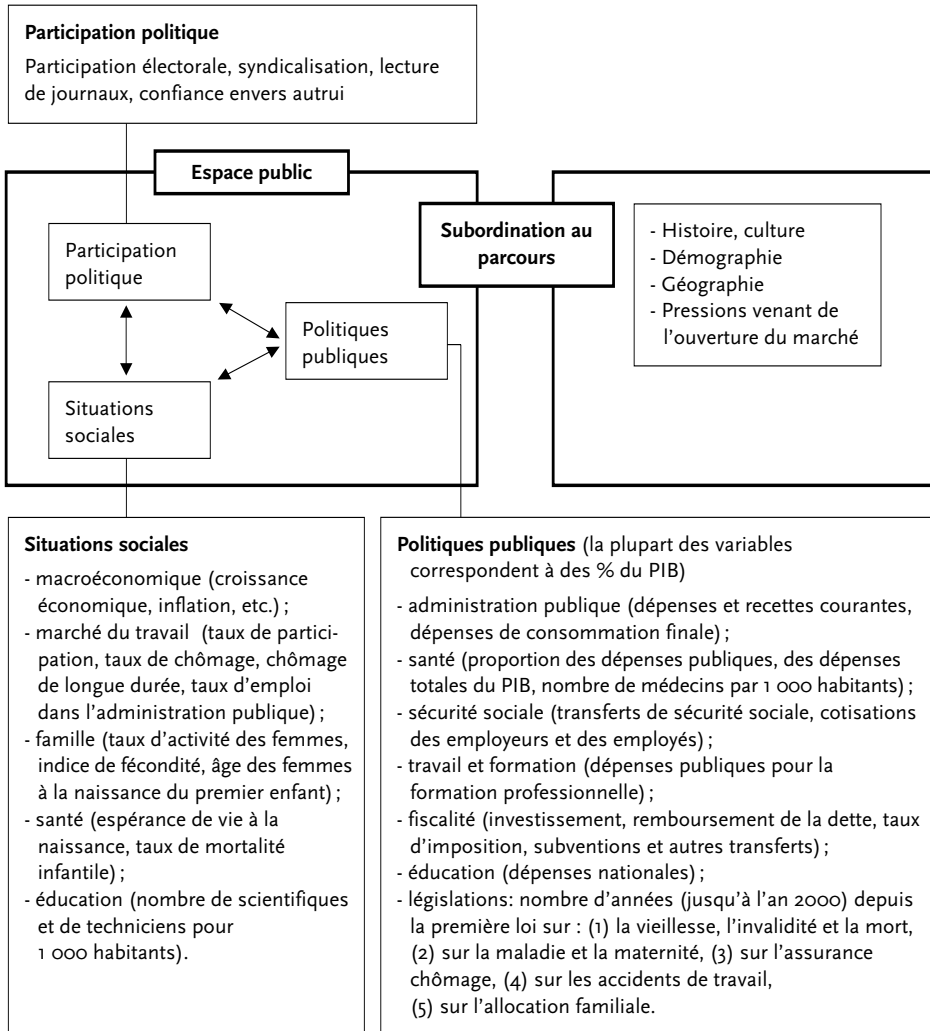 Participation politique
Participation électorale, syndicalisation, lecture
de journaux, confiance envers autrui
Espace public
Participation
politique
Politiques
publiques
Situations
sociales
Subordination au
parcours
- Histoire, culture
- Démographie
- Géographie
- Pressions venant de
l’ouverture du marché
Situations sociales
- macroéconomique (croissance
économique, inflation, etc.) ;
- marché du travail (taux de partici-
pation, taux de chômage, chômage
de longue durée, taux d’emploi
dans l’administration publique) ;
- famille (taux d’activité des femmes,
indice de fécondité, âge des femmes
à la naissance du premier enfant) ;
- santé (espérance de vie à la
naissance, taux de mortalité
infantile) ;
- éducation (nombre de scientifiques
et de techniciens pour
1 000 habitants).
Politiques publiques (la plupart des variables
correspondent à des % du PIB)
- administration publique (dépenses et recettes courantes,
dépenses de consommation finale) ;
- santé (proportion des dépenses publiques, des dépenses
totales du PIB, nombre de médecins par 1 000 habitants) ;
- sécurité sociale (transferts de sécurité sociale, cotisations
des employeurs et des employés) ;
- travail et formation (dépenses publiques pour la
formation professionnelle) ;
- fiscalité (investissement, remboursement de la dette, taux
d’imposition, subventions et autres transferts) ;
- éducation (dépenses nationales) ;
- législations: nombre d’années (jusqu’à l’an 2000) depuis
la première loi sur : (1) la vieillesse, l’invalidité et la mort,
(2) sur la maladie et la maternité, (3) sur l’assurance
chômage, (4) sur les accidents de travail,
(5) sur l’allocation familiale.